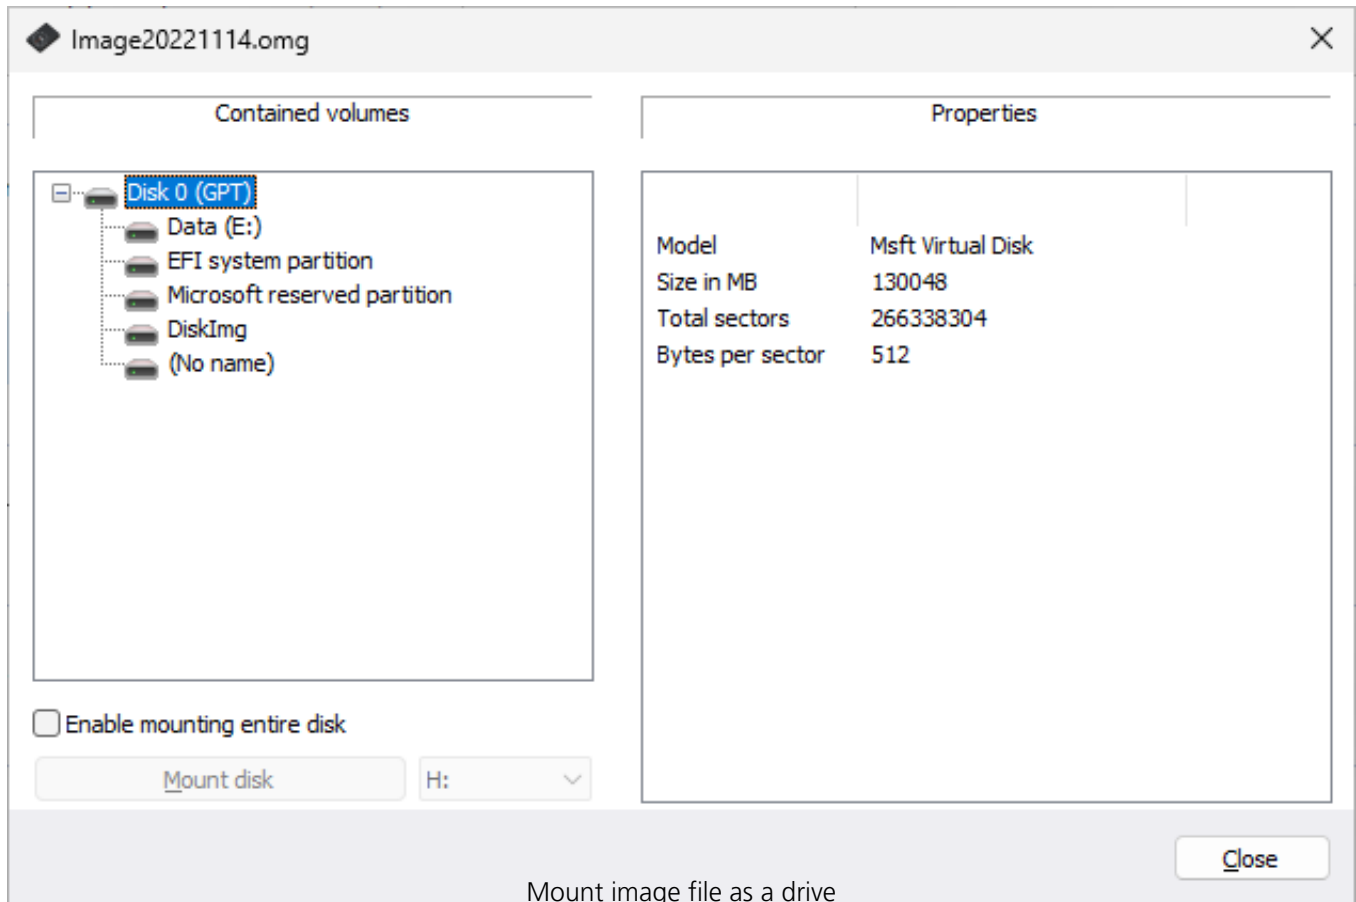 Image20221114.omg
Contained volumes
Properties
Disk 0 (GPT)
Data (E:)
EFI system partition
Microsoft reserved partition
DiskImg
(No name)
Model Msft Virtual Disk
Size in MB 130048
Total sectors 266338304
Bytes per sector 512
Enable mounting entire disk
Mount disk H:
Close
Mount image file as a drive